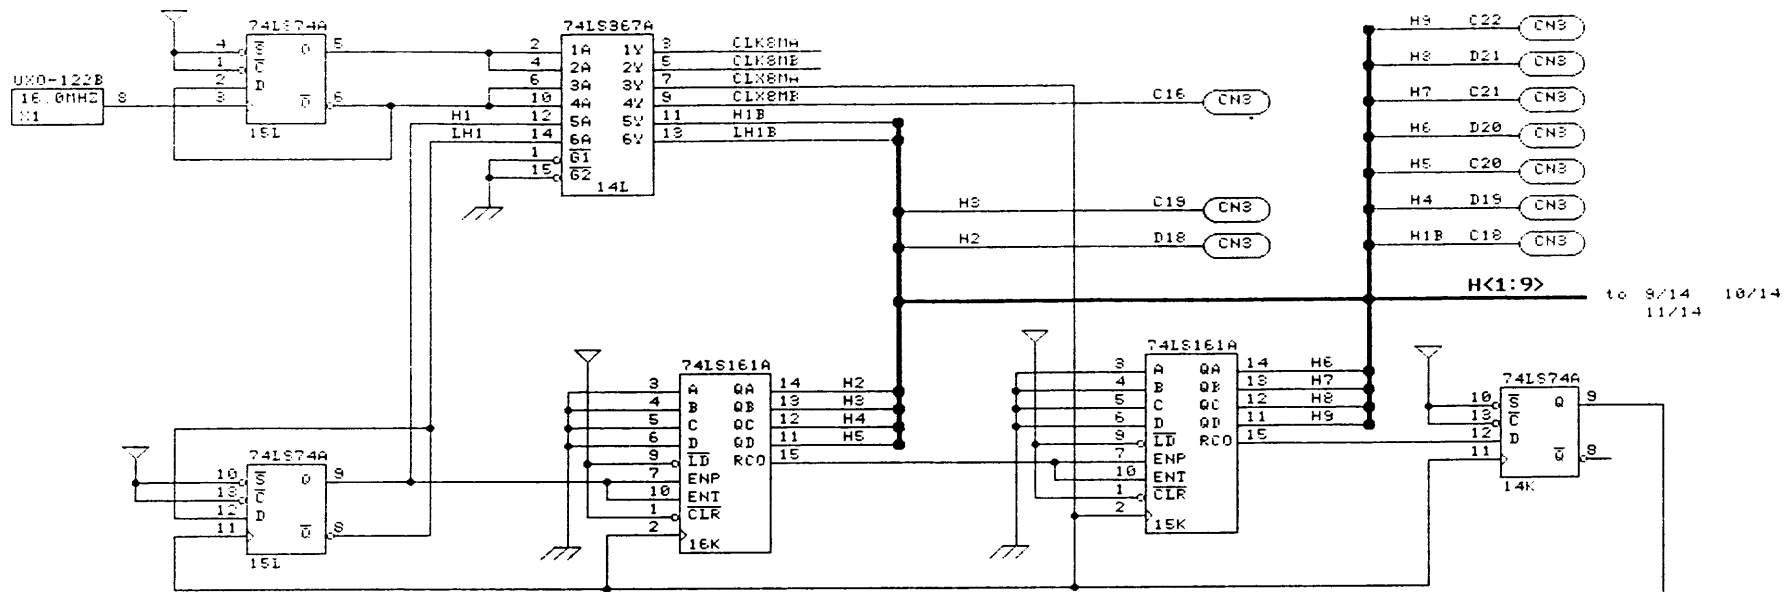 74LS74A
4 S̅ Q 5
1 C̅
2 D
3 Q̅ 6
15L
UXO-122B
16.0MHZ 8
X1
74LS367A
2 1A 1Y 3 CLK8MA
4 2A 2Y 5 CLK8MB
6 3A 3Y 7 CLX8MA
10 4A 4Y 9 CLX8MB C16 CN3
H1 12 5A 5Y 11 H1B
LH1 14 6A 6Y 13 LH1B
1 G̅1̅
15 G̅2̅
14L
H9 C22 CN3
H8 D21 CN3
H7 C21 CN3
H6 D20 CN3
H5 C20 CN3
H4 D19 CN3
H1B C18 CN3
H3 C19 CN3
H2 D18 CN3
H<1:9> to 9/14 10/14
11/14
74LS74A
10 S̅ Q 9
13 C̅
12 D
11 Q̅ 8
15L
74LS161A
3 A QA 14 H2
4 B QB 13 H3
5 C QC 12 H4
6 D QD 11 H5
9 L̅D̅ RCO 15
7 ENP
10 ENT
1 C̅L̅R̅
2
16K
74LS161A
3 A QA 14 H6
4 B QB 13 H7
5 C QC 12 H8
6 D QD 11 H9
9 L̅D̅ RCO 15
7 ENP
10 ENT
1 C̅L̅R̅
2
15K
74LS74A
10 S̅ Q 9
13 C̅
12 D
11 Q̅ 8
14K